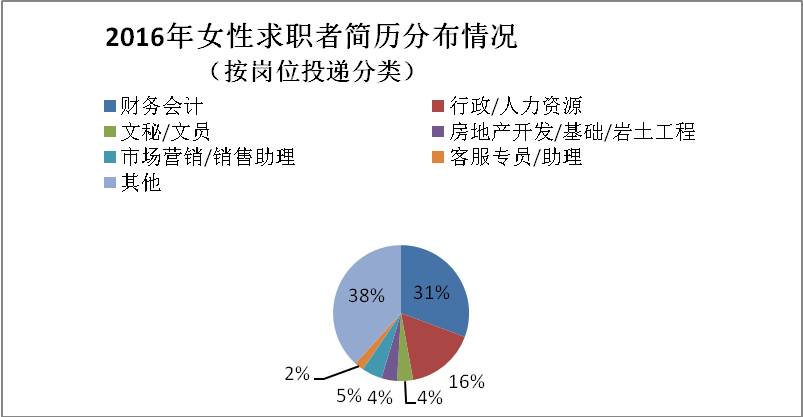 2016年女性求职者简历分布情况
（按岗位投递分类）
财务会计
行政/人力资源
文秘/文员
房地产开发/基础/岩土工程
市场营销/销售助理
客服专员/助理
其他
38%
31%
2%
5%
4%
4%
16%